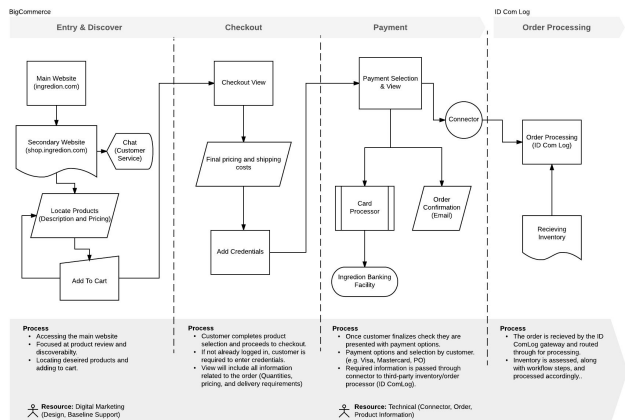 BigCommerce
ID Com Log
Entry & Discover
Checkout
Payment
Order Processing
Main Website
(ingredion.com)
Secondary Website
(shop.ingredion.com)
Chat
(Customer
Service)
Locate Products
(Description and Pricing)
Add To Cart
Checkout View
Final pricing and shipping
costs
Add Credentials
Payment Selection
& View
Connector
Card
Processor
Order
Confirmation
(Email)
Ingredion Banking
Facility
Order Processing
(ID Com Log)
Recieving
Inventory
Process
• Accessing the main website
• Focused at product review and
discoverabilty.
• Locating deseired products and
adding to cart.
Resource: Digital Marketing
(Design, Baseline Support)
Process
• Customer completes product
selection and proceeds to checkout.
• If not already logged in, customer is
required to enter credentials.
• View will include all information
related to the order (Quantities,
pricing, and delivery requirements)
Process
• Once customer finalizes check they are
presented with payment options.
• Payment options and selection by customer.
(e.g. Visa, Mastercard, PO)
• Required information is passed through
connector to third-party inventory/order
processor (ID ComLog).
Resource: Technical (Connector, Order,
Product Information)
Process
• The order is recieved by the ID
ComLog gateway and routed
through for processing.
• Inventory is assessed, along
with workflow steps, and
processed accordingly..